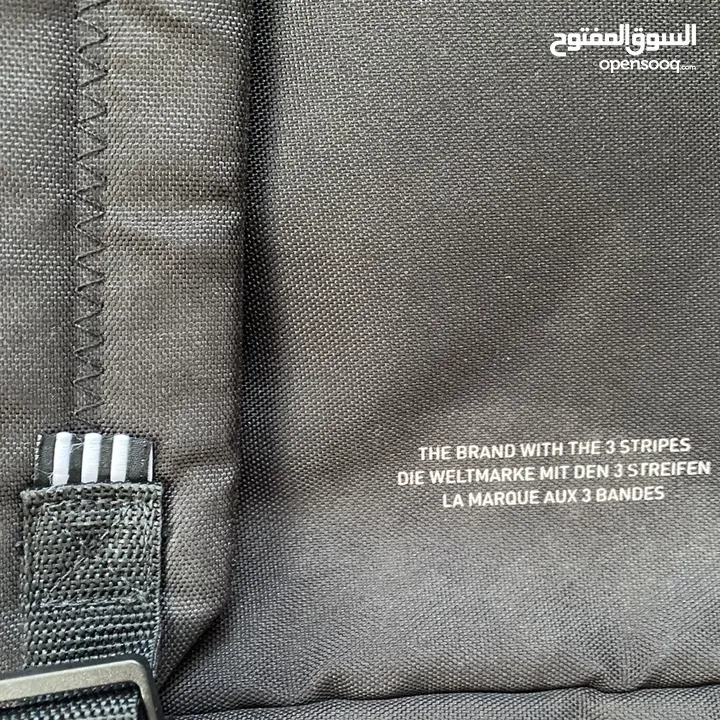 السوق المفتوح
opensooq.com
THE BRAND WITH THE 3 STRIPES
DIE WELTMARKE MIT DEN 3 STREIFEN
LA MARQUE AUX 3 BANDES